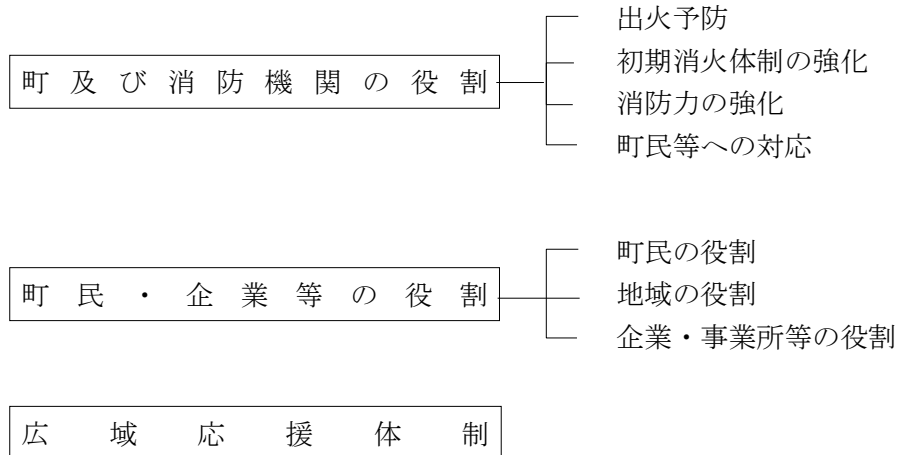 町及び消防機関の役割
出火予防
初期消火体制の強化
消防力の強化
町民等への対応
町民・企業等の役割
町民の役割
地域の役割
企業・事業所等の役割
広域応援体制